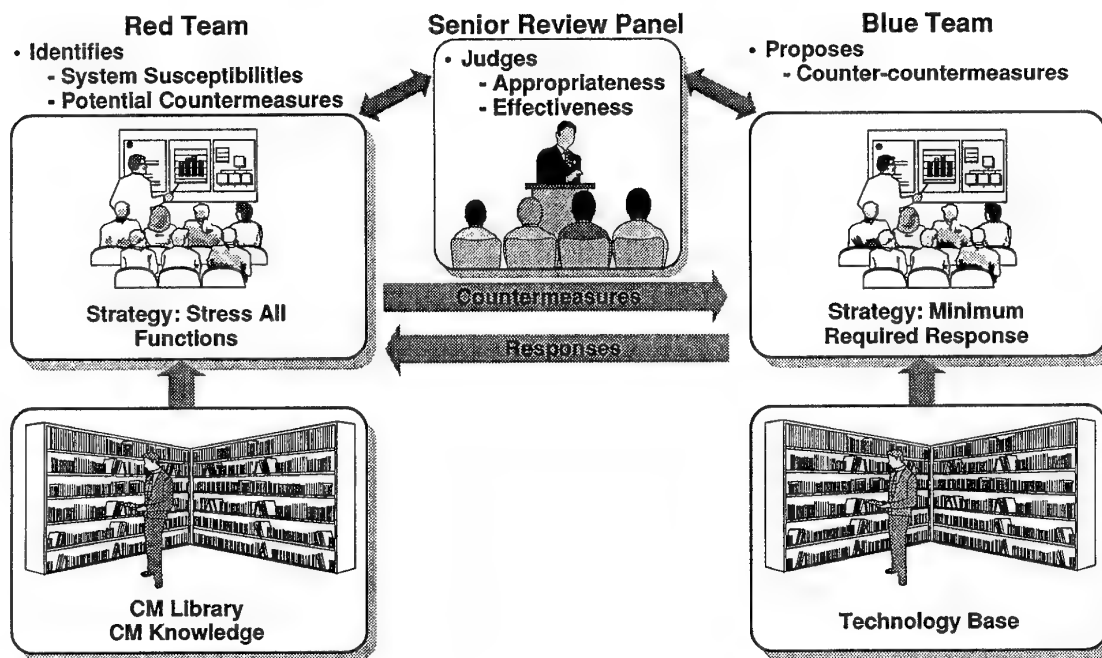 Red Team
• Identifies
- System Susceptibilities
- Potential Countermeasures
Strategy: Stress All
Functions
CM Library
CM Knowledge
Senior Review Panel
• Judges
- Appropriateness
- Effectiveness
Countermeasures
Responses
Blue Team
• Proposes
- Counter-countermeasures
Strategy: Minimum
Required Response
Technology Base